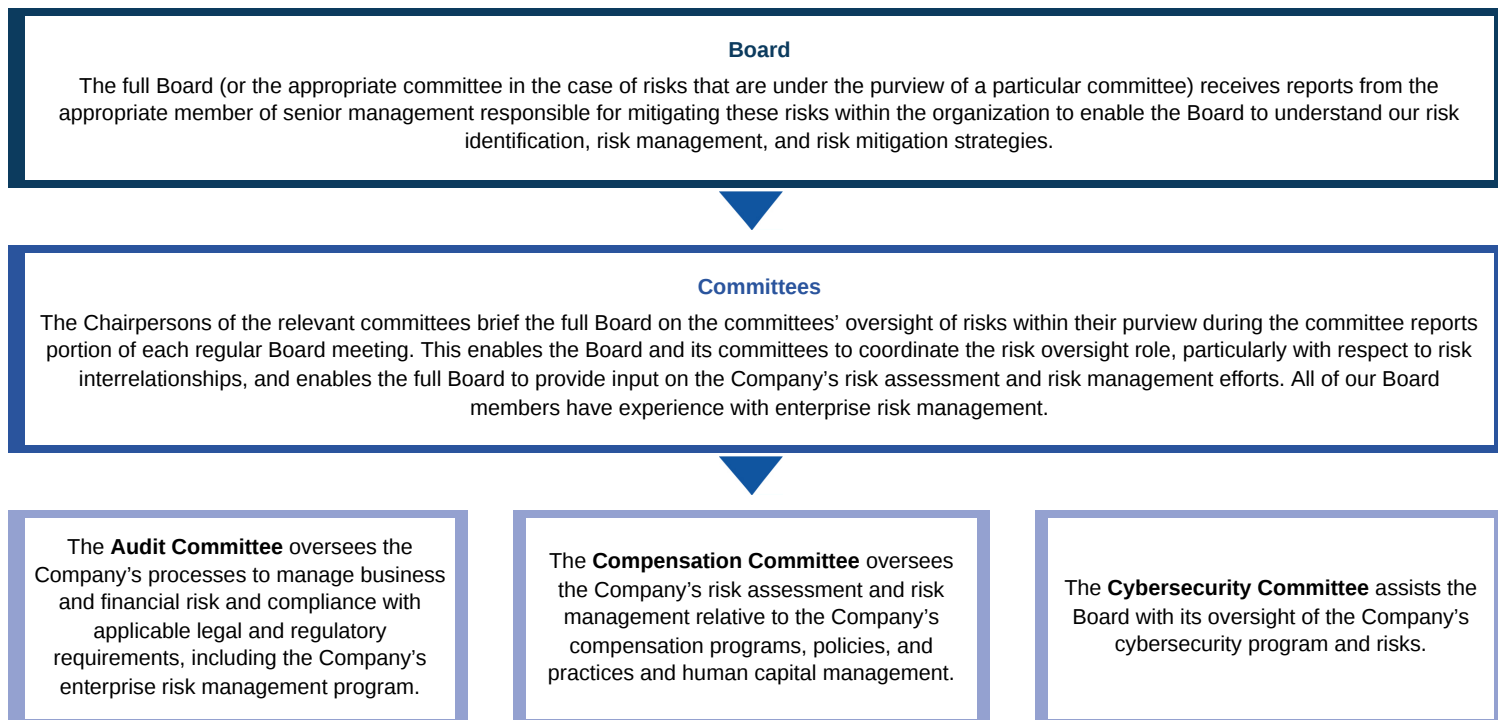 Board
The full Board (or the appropriate committee in the case of risks that are under the purview of a particular committee) receives reports from the
appropriate member of senior management responsible for mitigating these risks within the organization to enable the Board to understand our risk
identification, risk management, and risk mitigation strategies.
Committees
The Chairpersons of the relevant committees brief the full Board on the committees’ oversight of risks within their purview during the committee reports
portion of each regular Board meeting. This enables the Board and its committees to coordinate the risk oversight role, particularly with respect to risk
interrelationships, and enables the full Board to provide input on the Company’s risk assessment and risk management efforts. All of our Board
members have experience with enterprise risk management.
The Audit Committee oversees the
Company’s processes to manage business
and financial risk and compliance with
applicable legal and regulatory
requirements, including the Company’s
enterprise risk management program.
The Compensation Committee oversees
the Company’s risk assessment and risk
management relative to the Company’s
compensation programs, policies, and
practices and human capital management.
The Cybersecurity Committee assists the
Board with its oversight of the Company’s
cybersecurity program and risks.